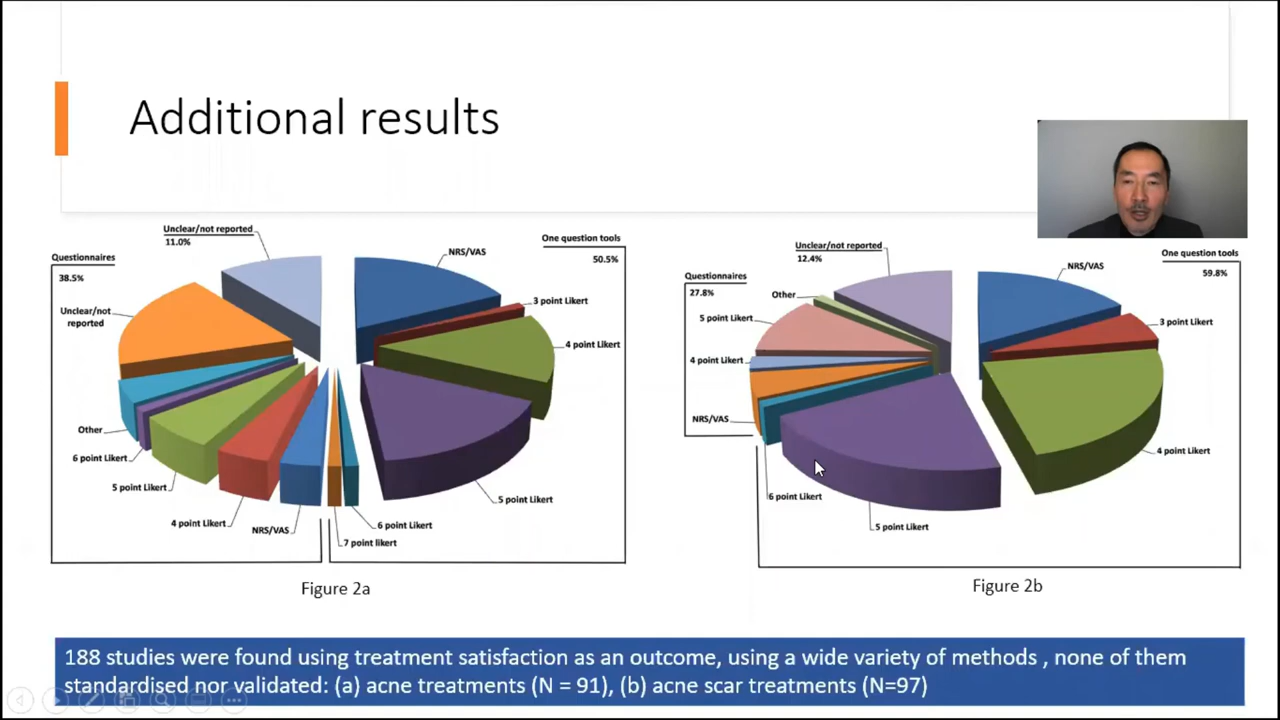 Additional results
Unclear/not reported
11.0%
Questionnaires
38.5%
Unclear/not
reported
Other
6 point Likert
5 point Likert
4 point Likert
NRS/VAS
One question tools
50.5%
NRS/VAS
3 point Likert
4 point Likert
5 point Likert
6 point Likert
7 point likert
Figure 2a
Unclear/not reported
12.4%
Questionnaires
27.8%
Other
5 point Likert
4 point Likert
NRS/VAS
6 point Likert
5 point Likert
One question tools
59.8%
NRS/VAS
3 point Likert
4 point Likert
Figure 2b
188 studies were found using treatment satisfaction as an outcome, using a wide variety of methods , none of them
standardised nor validated: (a) acne treatments (N = 91), (b) acne scar treatments (N=97)